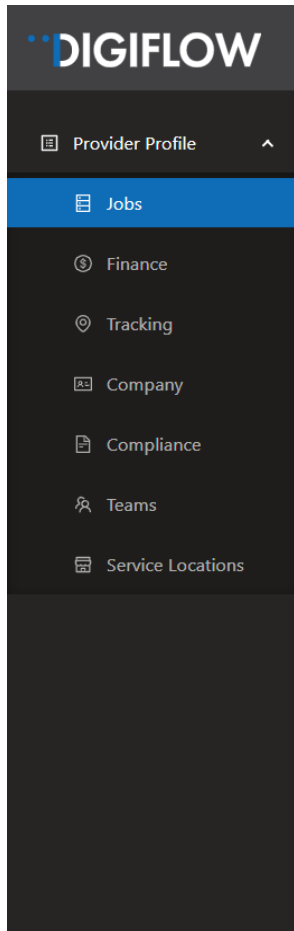 DIGIFLOW
Provider Profile
Jobs
Finance
Tracking
Company
Compliance
Teams
Service Locations